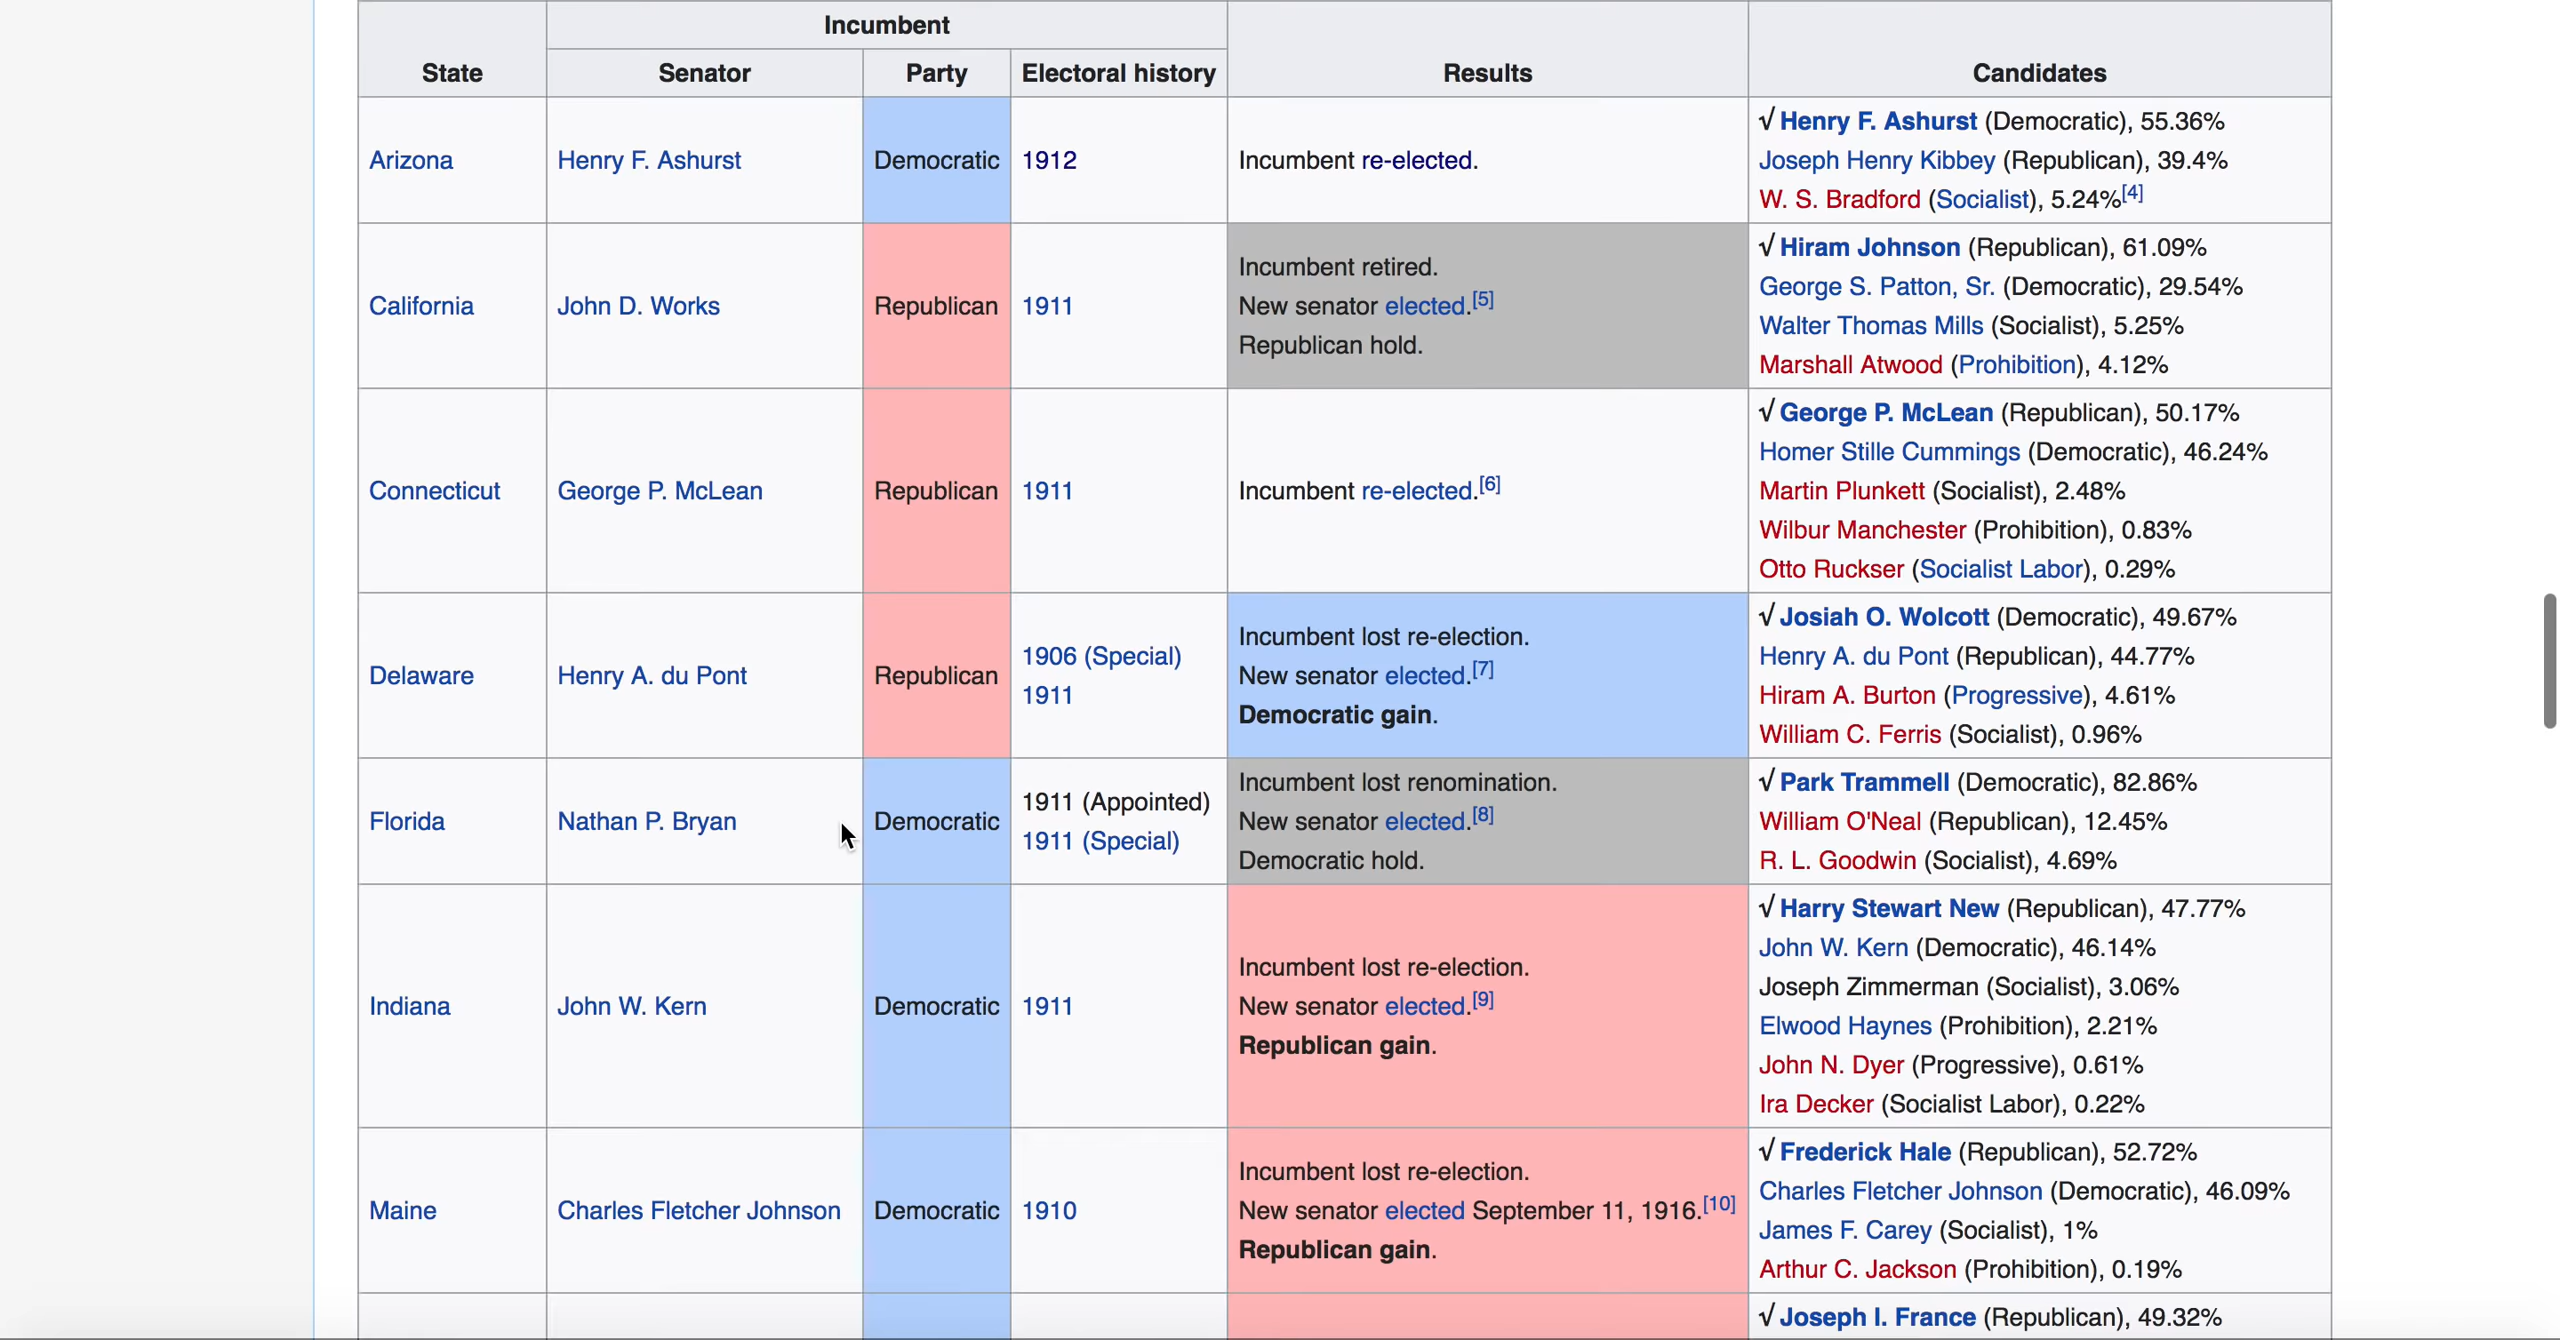 Incumbent
State Senator Party Electoral history Results Candidates
Arizona
Henry F. Ashurst
Democratic
1912
Incumbent re-elected.
√ Henry F. Ashurst (Democratic), 55.36%
Joseph Henry Kibbey (Republican), 39.4%
W. S. Bradford (Socialist), 5.24%[4]
California
John D. Works
Republican
1911
Incumbent retired.
New senator elected.[5]
Republican hold.
√ Hiram Johnson (Republican), 61.09%
George S. Patton, Sr. (Democratic), 29.54%
Walter Thomas Mills (Socialist), 5.25%
Marshall Atwood (Prohibition), 4.12%
Connecticut
George P. McLean
Republican
1911
Incumbent re-elected.[6]
√ George P. McLean (Republican), 50.17%
Homer Stille Cummings (Democratic), 46.24%
Martin Plunkett (Socialist), 2.48%
Wilbur Manchester (Prohibition), 0.83%
Otto Ruckser (Socialist Labor), 0.29%
Delaware
Henry A. du Pont
Republican
1906 (Special)
1911
Incumbent lost re-election.
New senator elected.[7]
Democratic gain.
√ Josiah O. Wolcott (Democratic), 49.67%
Henry A. du Pont (Republican), 44.77%
Hiram A. Burton (Progressive), 4.61%
William C. Ferris (Socialist), 0.96%
Florida
Nathan P. Bryan
Democratic
1911 (Appointed)
1911 (Special)
Incumbent lost renomination.
New senator elected.[8]
Democratic hold.
√ Park Trammell (Democratic), 82.86%
William O'Neal (Republican), 12.45%
R. L. Goodwin (Socialist), 4.69%
Indiana
John W. Kern
Democratic
1911
Incumbent lost re-election.
New senator elected.[9]
Republican gain.
√ Harry Stewart New (Republican), 47.77%
John W. Kern (Democratic), 46.14%
Joseph Zimmerman (Socialist), 3.06%
Elwood Haynes (Prohibition), 2.21%
John N. Dyer (Progressive), 0.61%
Ira Decker (Socialist Labor), 0.22%
Maine
Charles Fletcher Johnson
Democratic
1910
Incumbent lost re-election.
New senator elected September 11, 1916.[10]
Republican gain.
√ Frederick Hale (Republican), 52.72%
Charles Fletcher Johnson (Democratic), 46.09%
James F. Carey (Socialist), 1%
Arthur C. Jackson (Prohibition), 0.19%
√ Joseph I. France (Republican), 49.32%